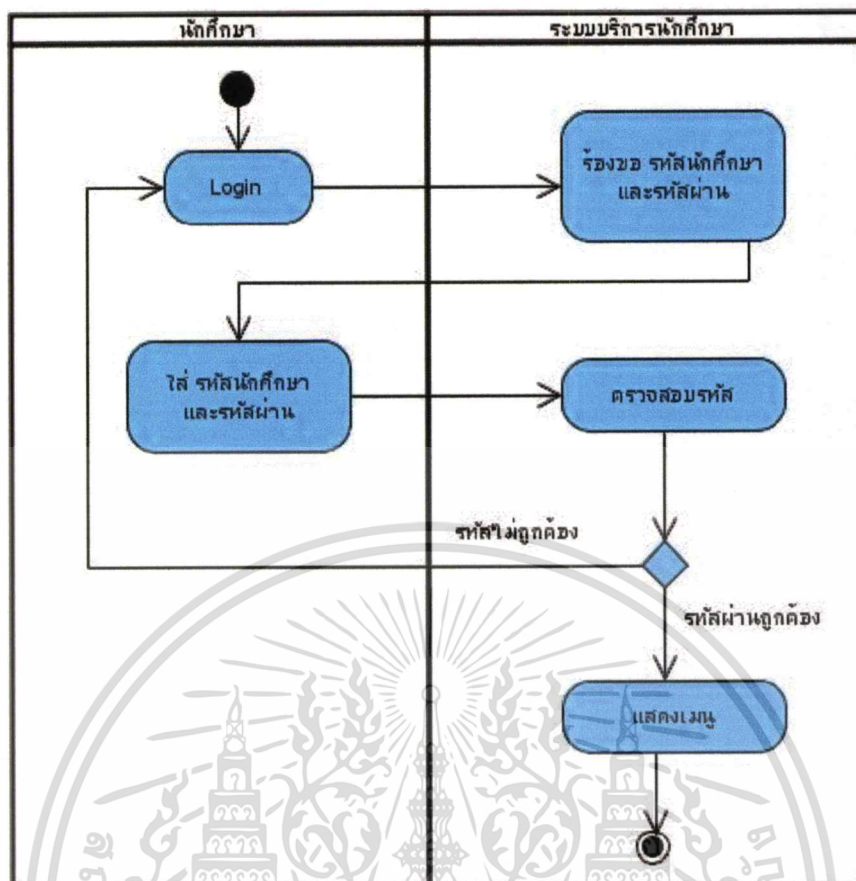 นักศึกษา
ระบบบริการนักศึกษา
Login
ร้องขอ รหัสนักศึกษา
และรหัสผ่าน
ใส่ รหัสนักศึกษา
และรหัสผ่าน
ตรวจสอบรหัส
รหัสไม่ถูกต้อง
รหัสผ่านถูกต้อง
แสดงเมนู